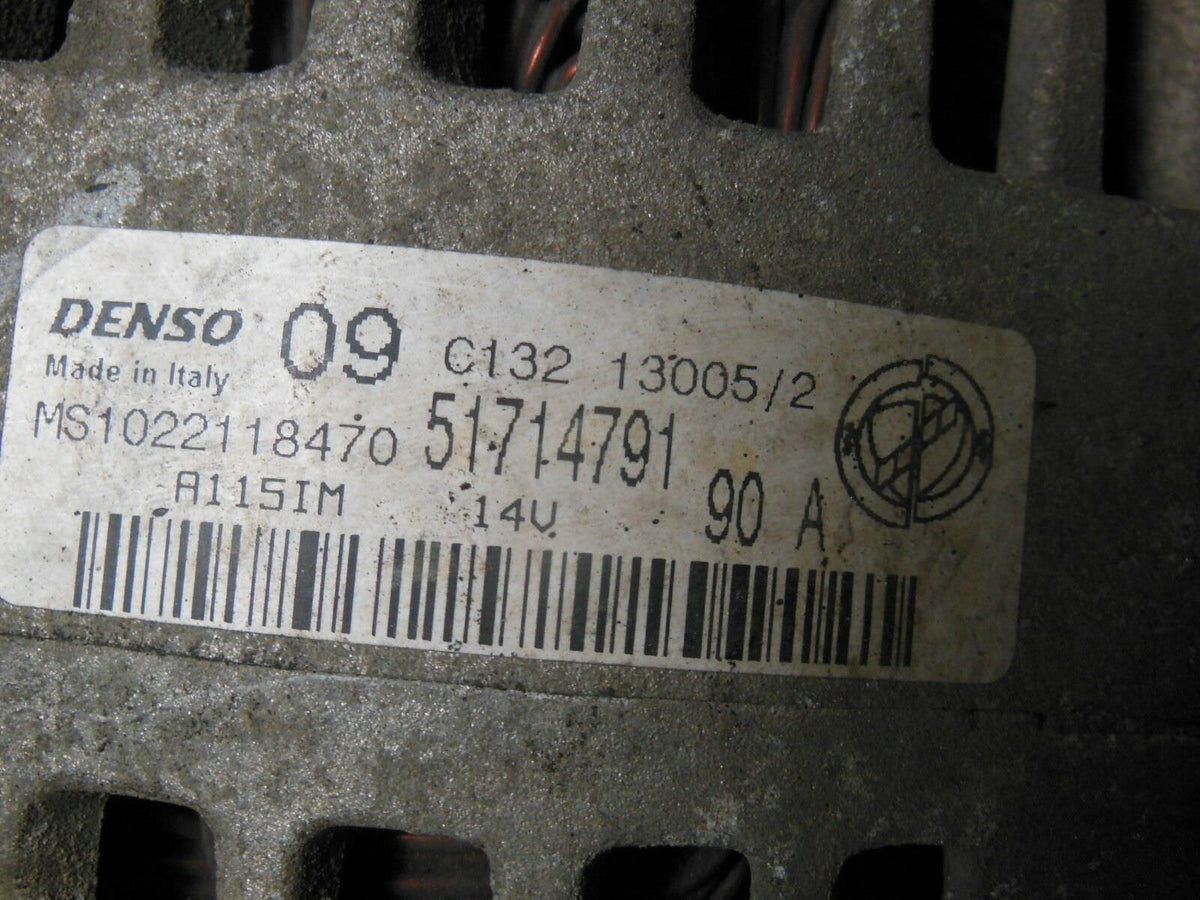 DENSO 09 C132 13005/2
Made in Italy
MS1022118470 51714791
A115IM 14V 90 A